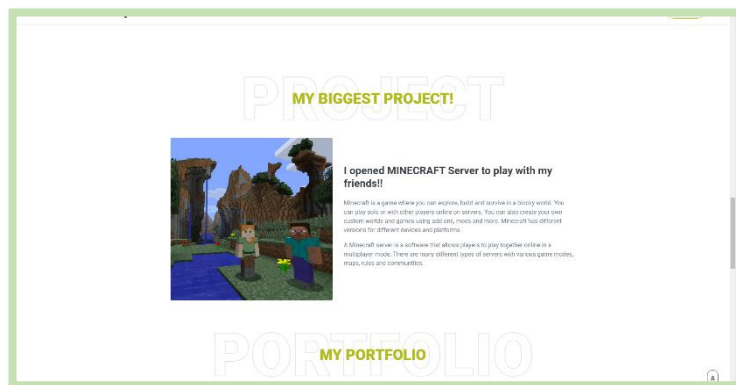 PROJECT
MY BIGGEST PROJECT!
I opened MINECRAFT Server to play with my
friends!!
Minecraft is a game where you can explore, build and survive in a blocky world. You
can play solo or with other players online on servers. You can also create your own
custom worlds and games using add-ons, mods and more. Minecraft has different
versions for different devices and platforms.
A Minecraft server is a software that allows players to play together online in a
multiplayer mode. There are many different types of servers with various game modes,
maps, rules and communities.
PORTFOLIO
MY PORTFOLIO